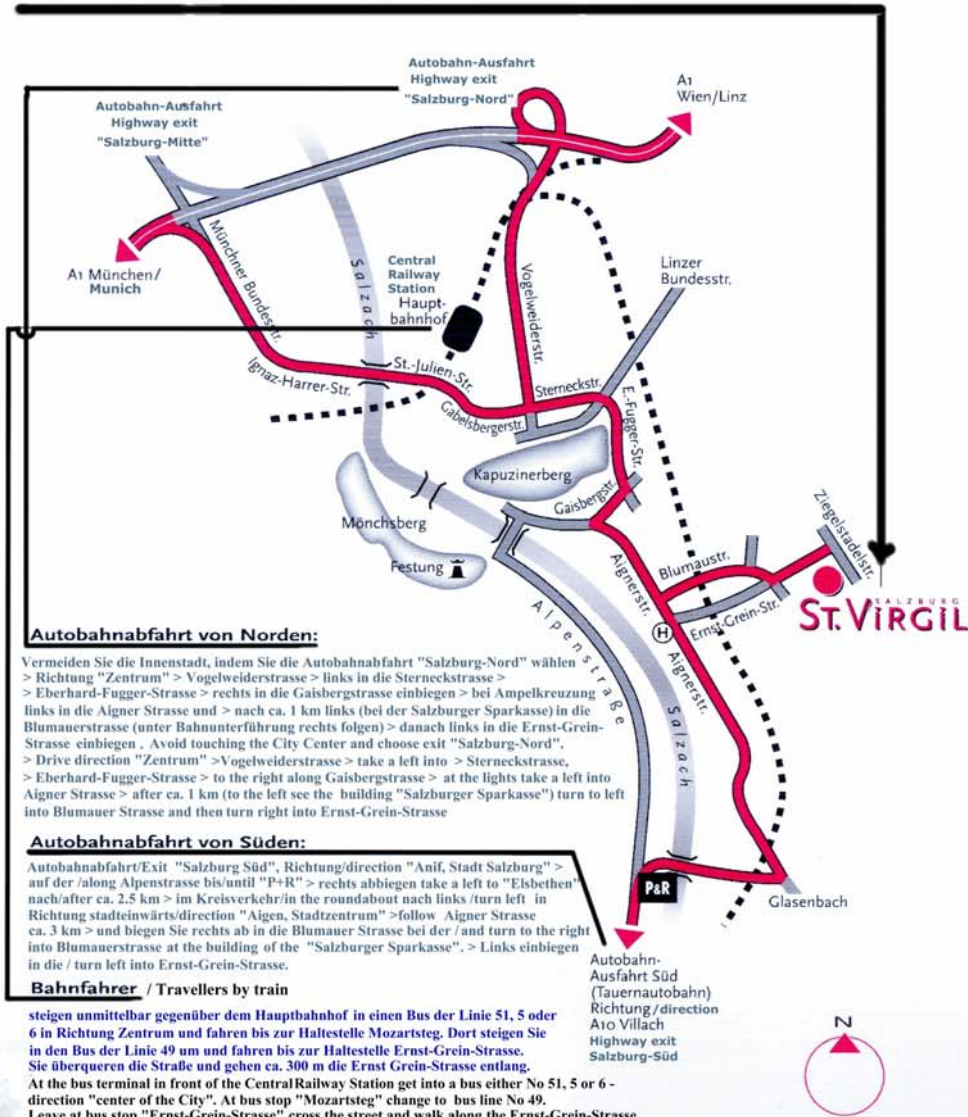 Autobahn-Ausfahrt
Highway exit
"Salzburg-Nord"
A1
Wien/Linz
Autobahn-Ausfahrt
Highway exit
"Salzburg-Mitte"
A1 München/
Munich
Münchner Bundesstr.
Salzach
Central
Railway
Station
Haupt-
bahnhof
Vogelweiderstr.
Linzer
Bundesstr.
Ignaz-Harrer-Str.
St.-Julien-Str.
Gabelsbergerstr.
Sterneckstr.
E.-Fugger-Str.
Kapuzinerberg
Gaisbergstr.
Mönchsberg
Festung
Aignerstr.
Blumaustr.
Ziegelstadelstr.
Ernst-Grein-Str.
SALZBURG
ST. VIRGIL
H
Alpenstraße
Aignerstr.
Salzach
P&R
Glasenbach
Autobahn-
Ausfahrt Süd
(Tauernautobahn)
Richtung/direction
A10 Villach
Highway exit
Salzburg-Süd
N
Autobahnabfahrt von Norden:
Vermeiden Sie die Innenstadt, indem Sie die Autobahnabfahrt "Salzburg-Nord" wählen
> Richtung "Zentrum" > Vogelweiderstrasse > links in die Sterneckstrasse >
> Eberhard-Fugger-Strasse > rechts in die Gaisbergstrasse einbiegen > bei Ampelkreuzung
links in die Aigner Strasse und > nach ca. 1 km links (bei der Salzburger Sparkasse) in die
Blumauerstrasse (unter Bahnunterführung rechts folgen) > danach links in die Ernst-Grein-
Strasse einbiegen . Avoid touching the City Center and choose exit "Salzburg-Nord".
> Drive direction "Zentrum" >Vogelweiderstrasse > take a left into > Sterneckstrasse,
> Eberhard-Fugger-Strasse > to the right along Gaisbergstrasse > at the lights take a left into
Aigner Strasse > after ca. 1 km (to the left see the building "Salzburger Sparkasse") turn to left
into Blumauer Strasse and then turn right into Ernst-Grein-Strasse
Autobahnabfahrt von Süden:
Autobahnabfahrt/Exit "Salzburg Süd", Richtung/direction "Anif, Stadt Salzburg" >
auf der /along Alpenstrasse bis/until "P+R" > rechts abbiegen take a left to "Elsbethen"
nach/after ca. 2.5 km > im Kreisverkehr/in the roundabout nach links /turn left in
Richtung stadteinwärts/direction "Aigen, Stadtzentrum" >follow Aigner Strasse
ca. 3 km > und biegen Sie rechts ab in die Blumauer Strasse bei der / and turn to the right
into Blumauerstrasse at the building of the "Salzburger Sparkasse". > Links einbiegen
in die / turn left into Ernst-Grein-Strasse.
Bahnfahrer / Travellers by train
steigen unmittelbar gegenüber dem Hauptbahnhof in einen Bus der Linie 51, 5 oder
6 in Richtung Zentrum und fahren bis zur Haltestelle Mozartsteg. Dort steigen Sie
in den Bus der Linie 49 um und fahren bis zur Haltestelle Ernst-Grein-Strasse.
Sie überqueren die Straße und gehen ca. 300 m die Ernst Grein-Strasse entlang.
At the bus terminal in front of the Central Railway Station get into a bus either No 51, 5 or 6 -
direction "center of the City". At bus stop "Mozartsteg" change to bus line No 49.
Leave at bus stop "Ernst-Grein-Strasse" cross the street and walk along the Ernst-Grein-Strasse